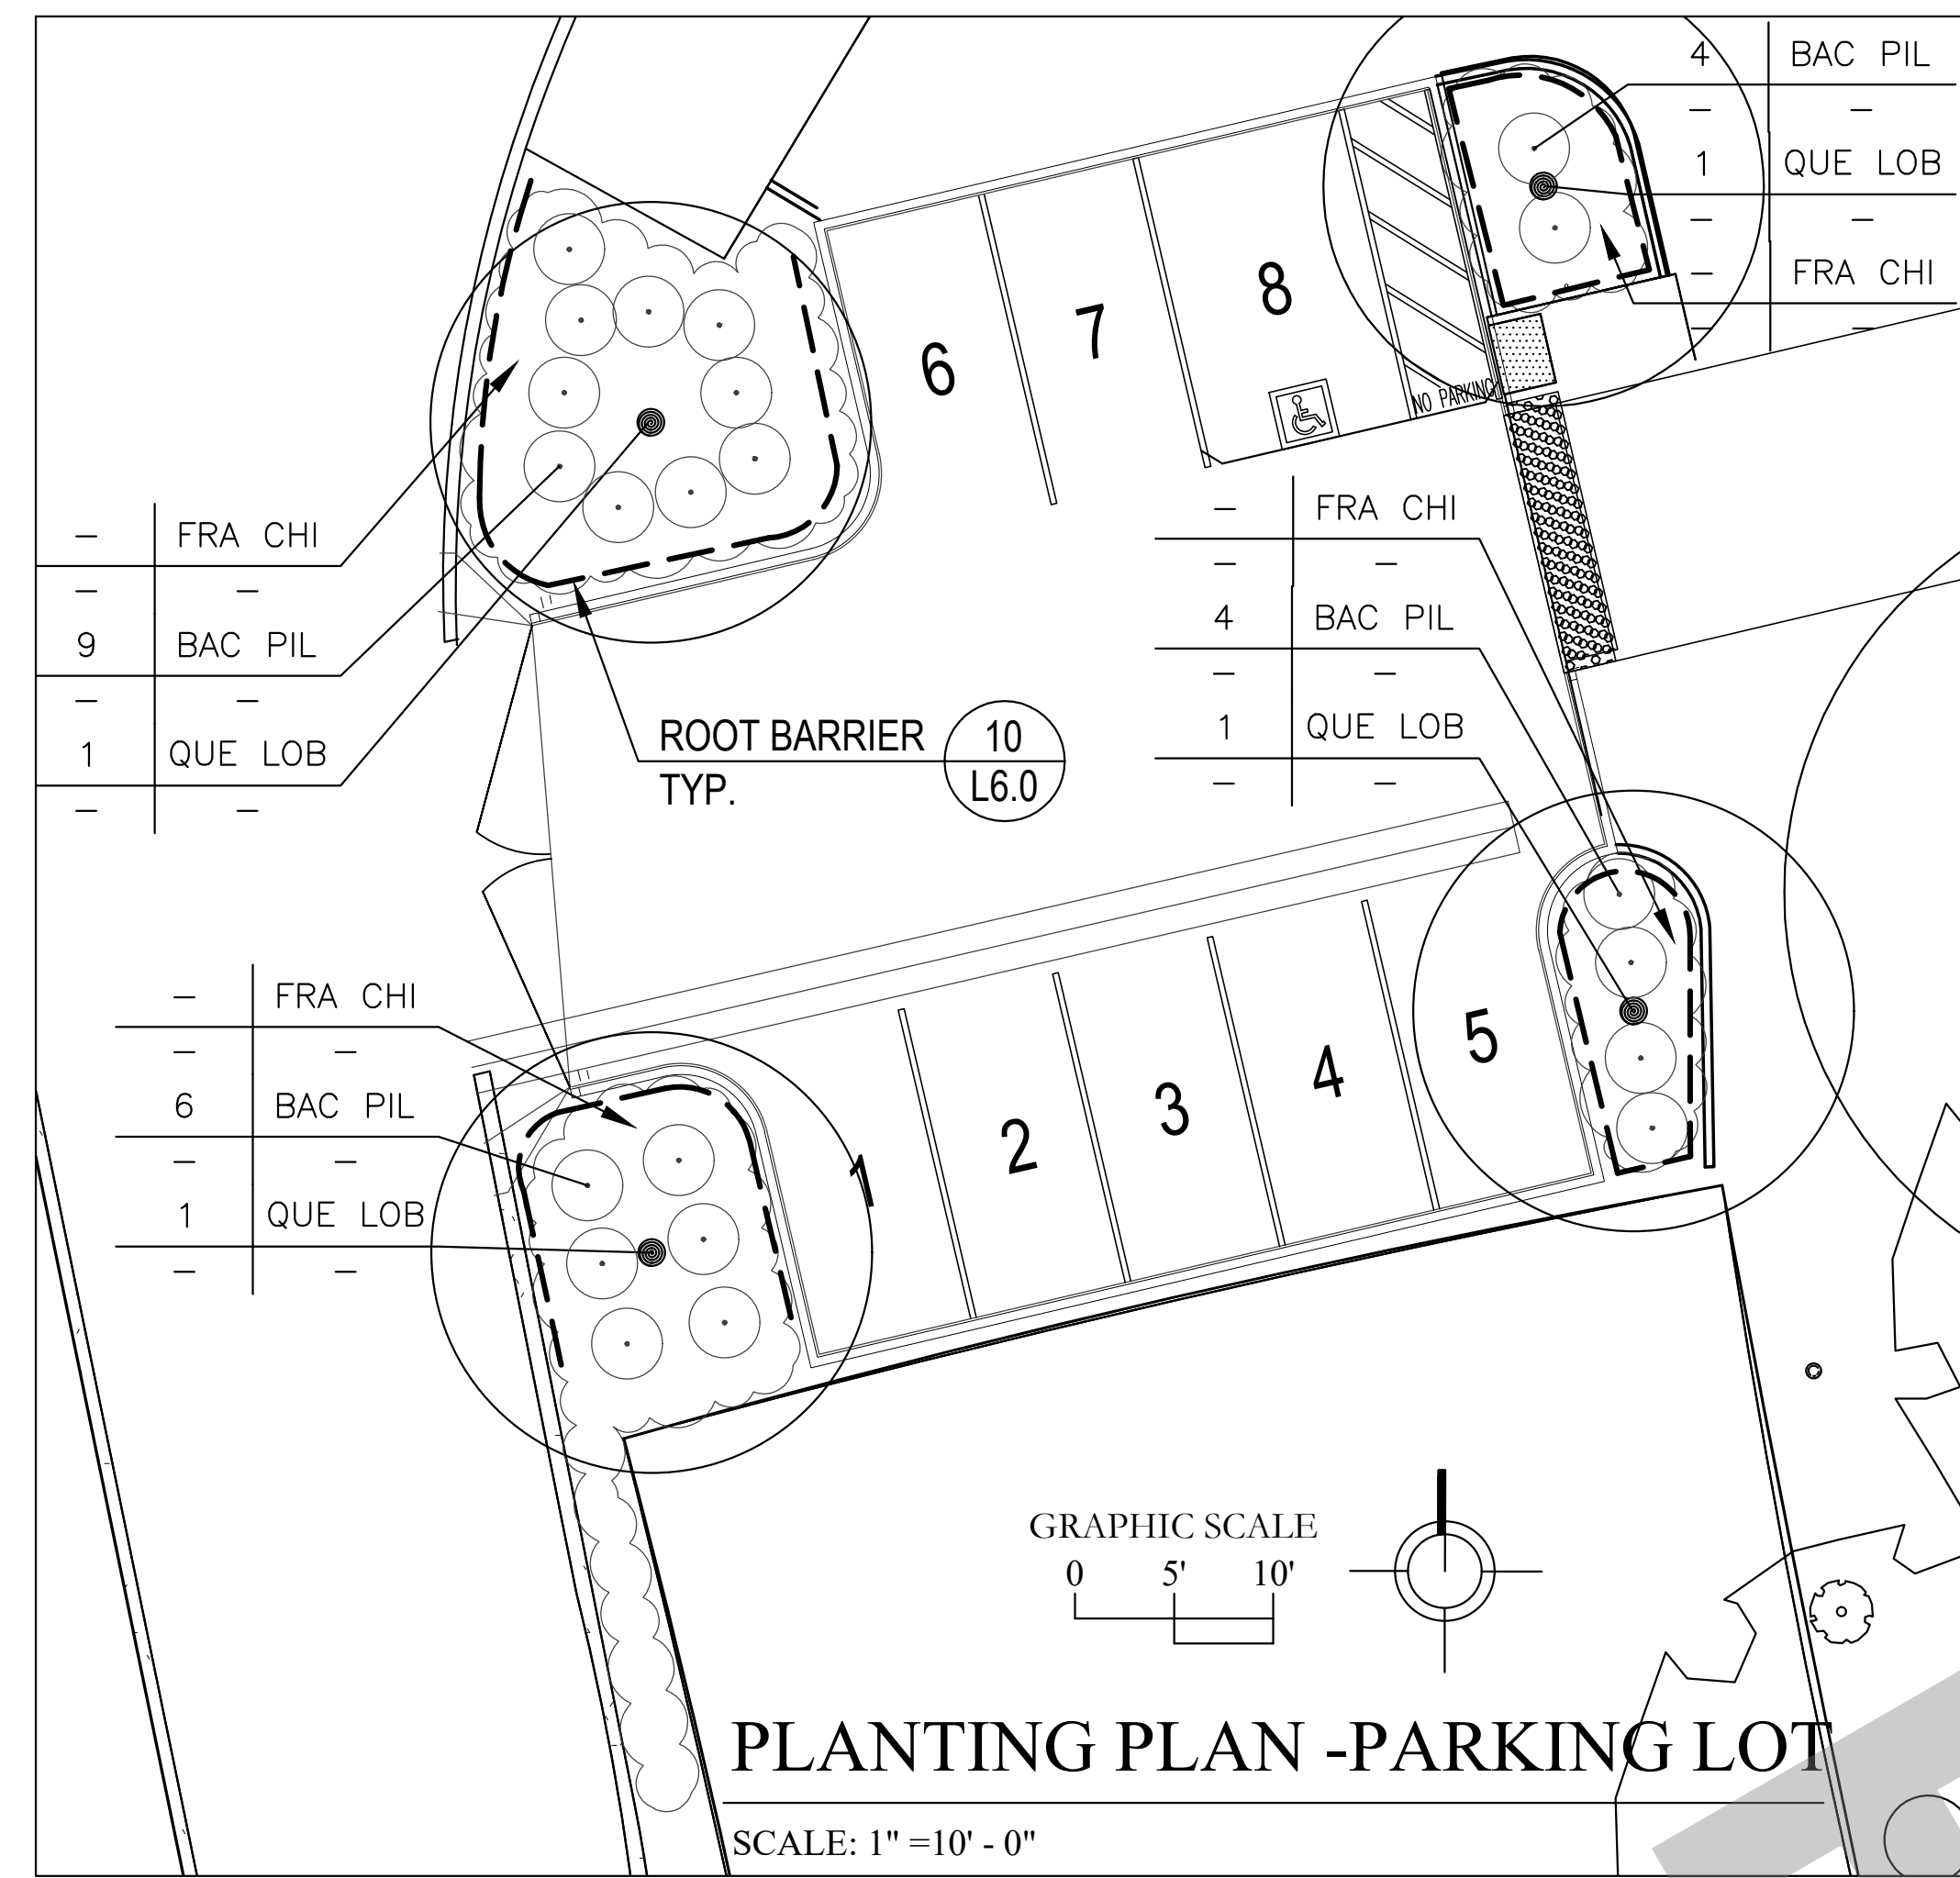 4 BAC PIL
– –
1 QUE LOB
– –
– FRA CHI
– –
6
7
8
NO PARKING
– FRA CHI
– –
9 BAC PIL
– –
1 QUE LOB
– –
– FRA CHI
– –
4 BAC PIL
– –
1 QUE LOB
– –
ROOT BARRIER
TYP.
10
L6.0
– FRA CHI
– –
6 BAC PIL
– –
1 QUE LOB
– –
1
2
3
4
5
GRAPHIC SCALE
0 5' 10'
PLANTING PLAN -PARKING LOT
SCALE: 1" =10' - 0"